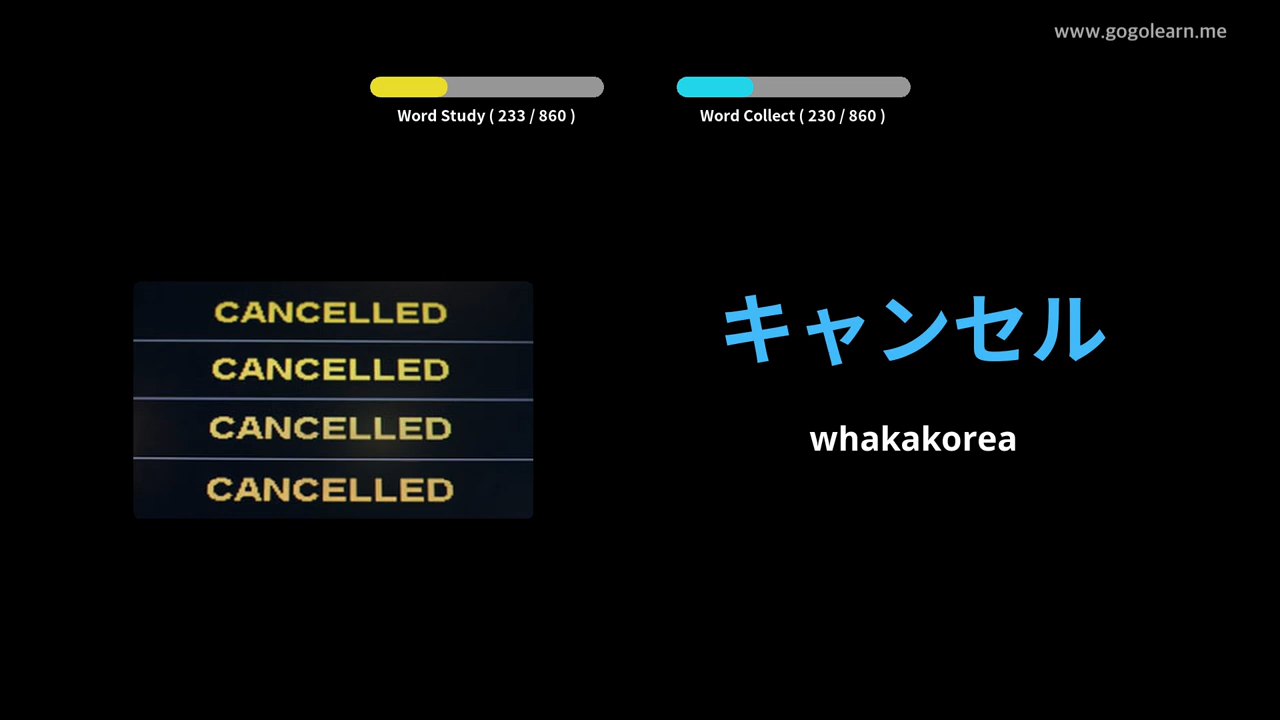 www.gogolearn.me
Word Study ( 233 / 860 )
Word Collect ( 230 / 860 )
CANCELLED
CANCELLED
CANCELLED
CANCELLED
キャンセル
whakakorea